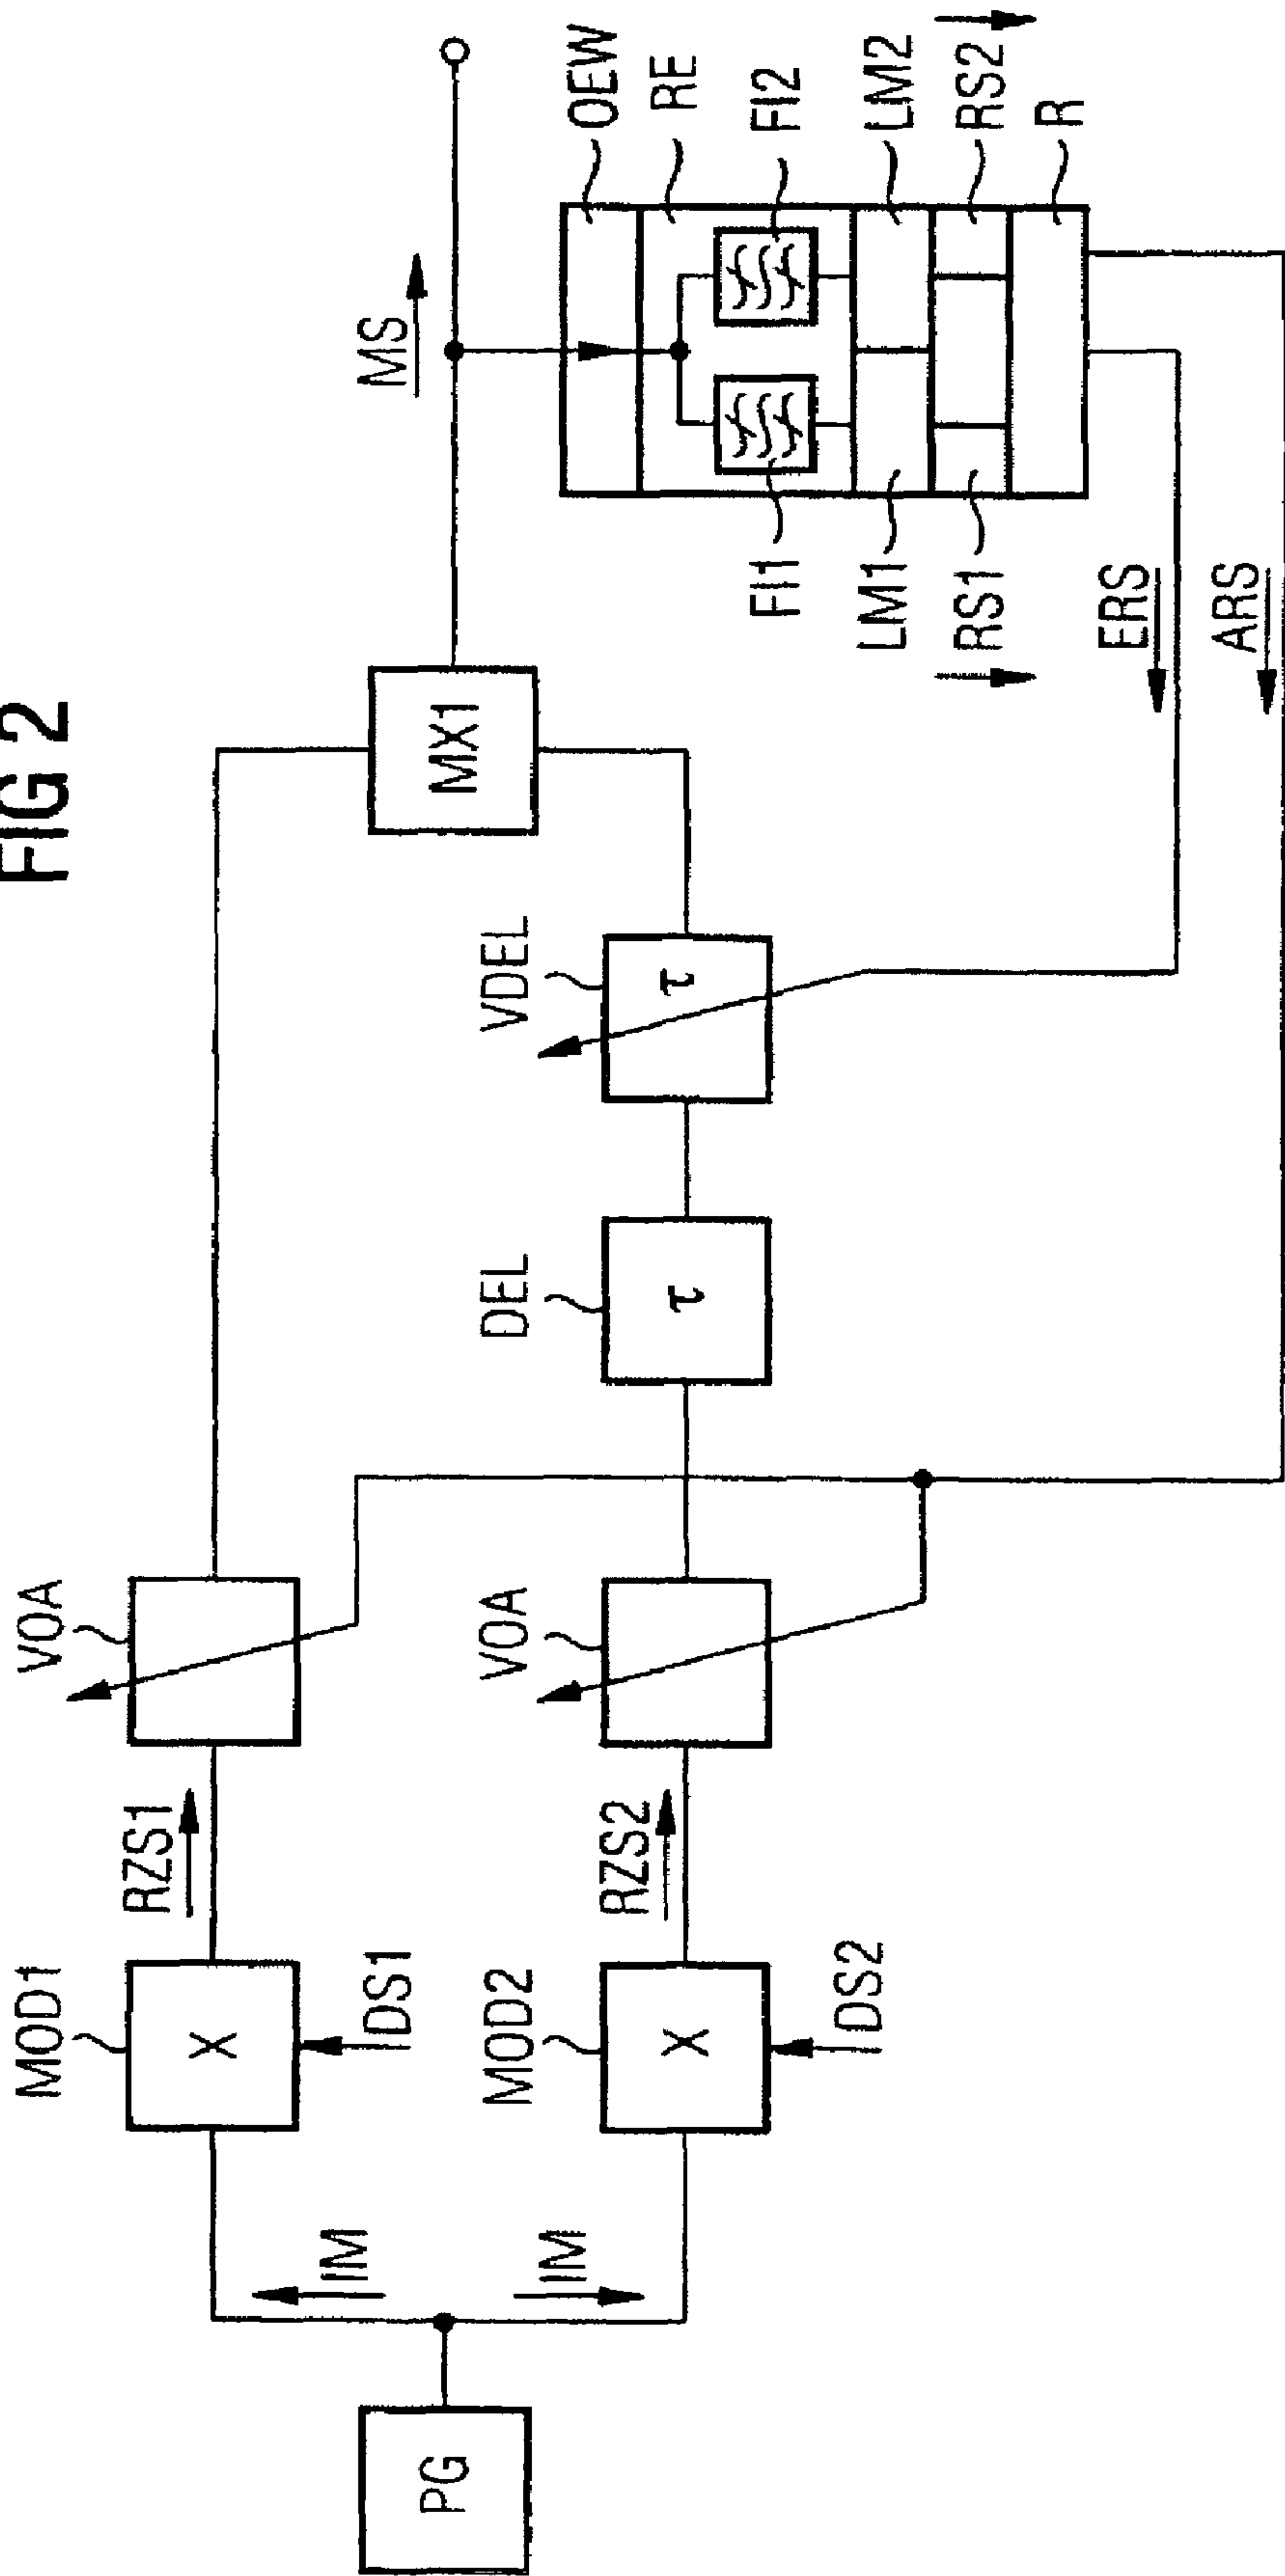 FIG 2
PG
IM
IM
MOD1
X
DS1
MOD2
X
DS2
RZS1
RZS2
VOA
VOA
DEL
τ
VDEL
τ
MX1
MS
OEW
RE
FI1
FI2
LM1
LM2
RS1
RS2
R
ERS
ARS